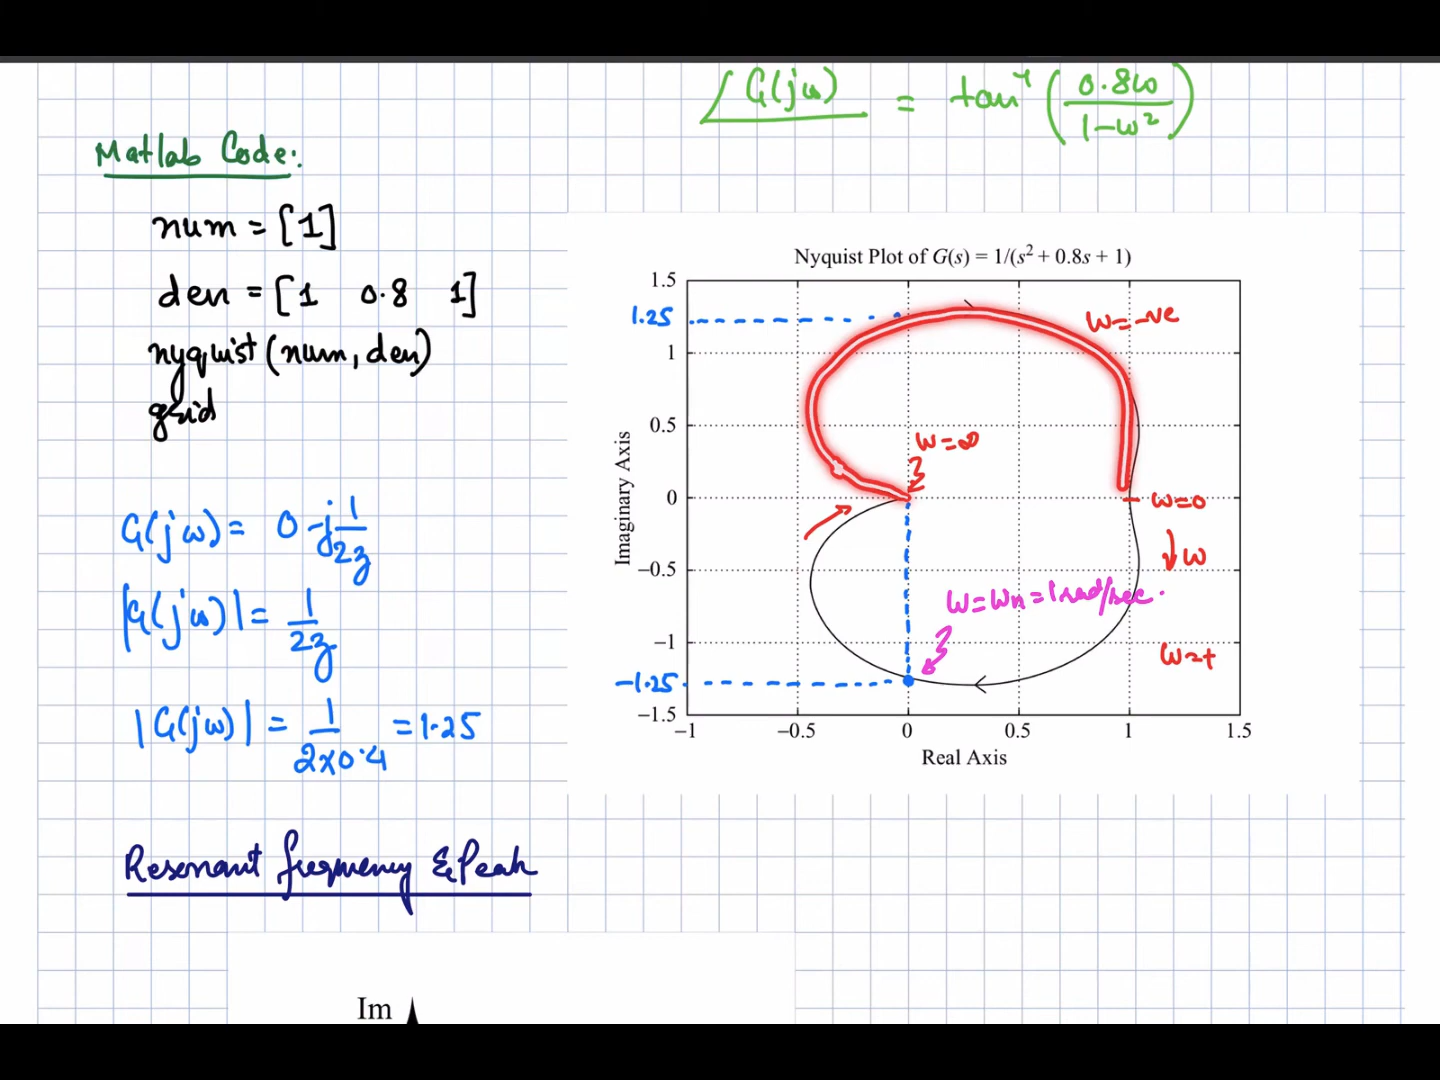 ∠G(jω) = tan⁻¹(0.8ω / 1-ω²)
Matlab Code:
num = [1]
den = [1 0.8 1]
nyquist(num, den)
grid
G(jω) = 0 - j 1/2ʒ
|G(jω)| = 1/2ʒ
|G(jω)| = 1/2×0.4 = 1.25
Nyquist Plot of G(s) = 1/(s² + 0.8s + 1)
1.5
1.25
1
0.5
0
−0.5
−1
−1.25
−1.5
Imaginary Axis
ω=-ve
ω=∞
ω=0
↓ω
ω=ωn=1rad/sec.
ω=+
−1 −0.5 0 0.5 1 1.5
Real Axis
Resonant frequency & Peak
Im